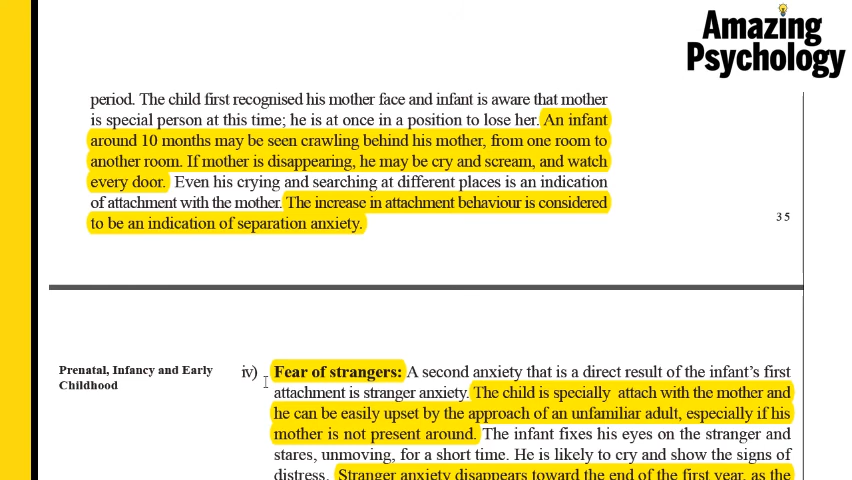 Amazing
Psychology
period. The child first recognised his mother face and infant is aware that mother
is special person at this time; he is at once in a position to lose her. An infant
around 10 months may be seen crawling behind his mother, from one room to
another room. If mother is disappearing, he may be cry and scream, and watch
every door. Even his crying and searching at different places is an indication
of attachment with the mother. The increase in attachment behaviour is considered
to be an indication of separation anxiety.
35
Prenatal, Infancy and Early
Childhood
iv) Fear of strangers: A second anxiety that is a direct result of the infant's first
attachment is stranger anxiety. The child is specially attach with the mother and
he can be easily upset by the approach of an unfamiliar adult, especially if his
mother is not present around. The infant fixes his eyes on the stranger and
stares, unmoving, for a short time. He is likely to cry and show the signs of
distress. Stranger anxiety disappears toward the end of the first year, as the